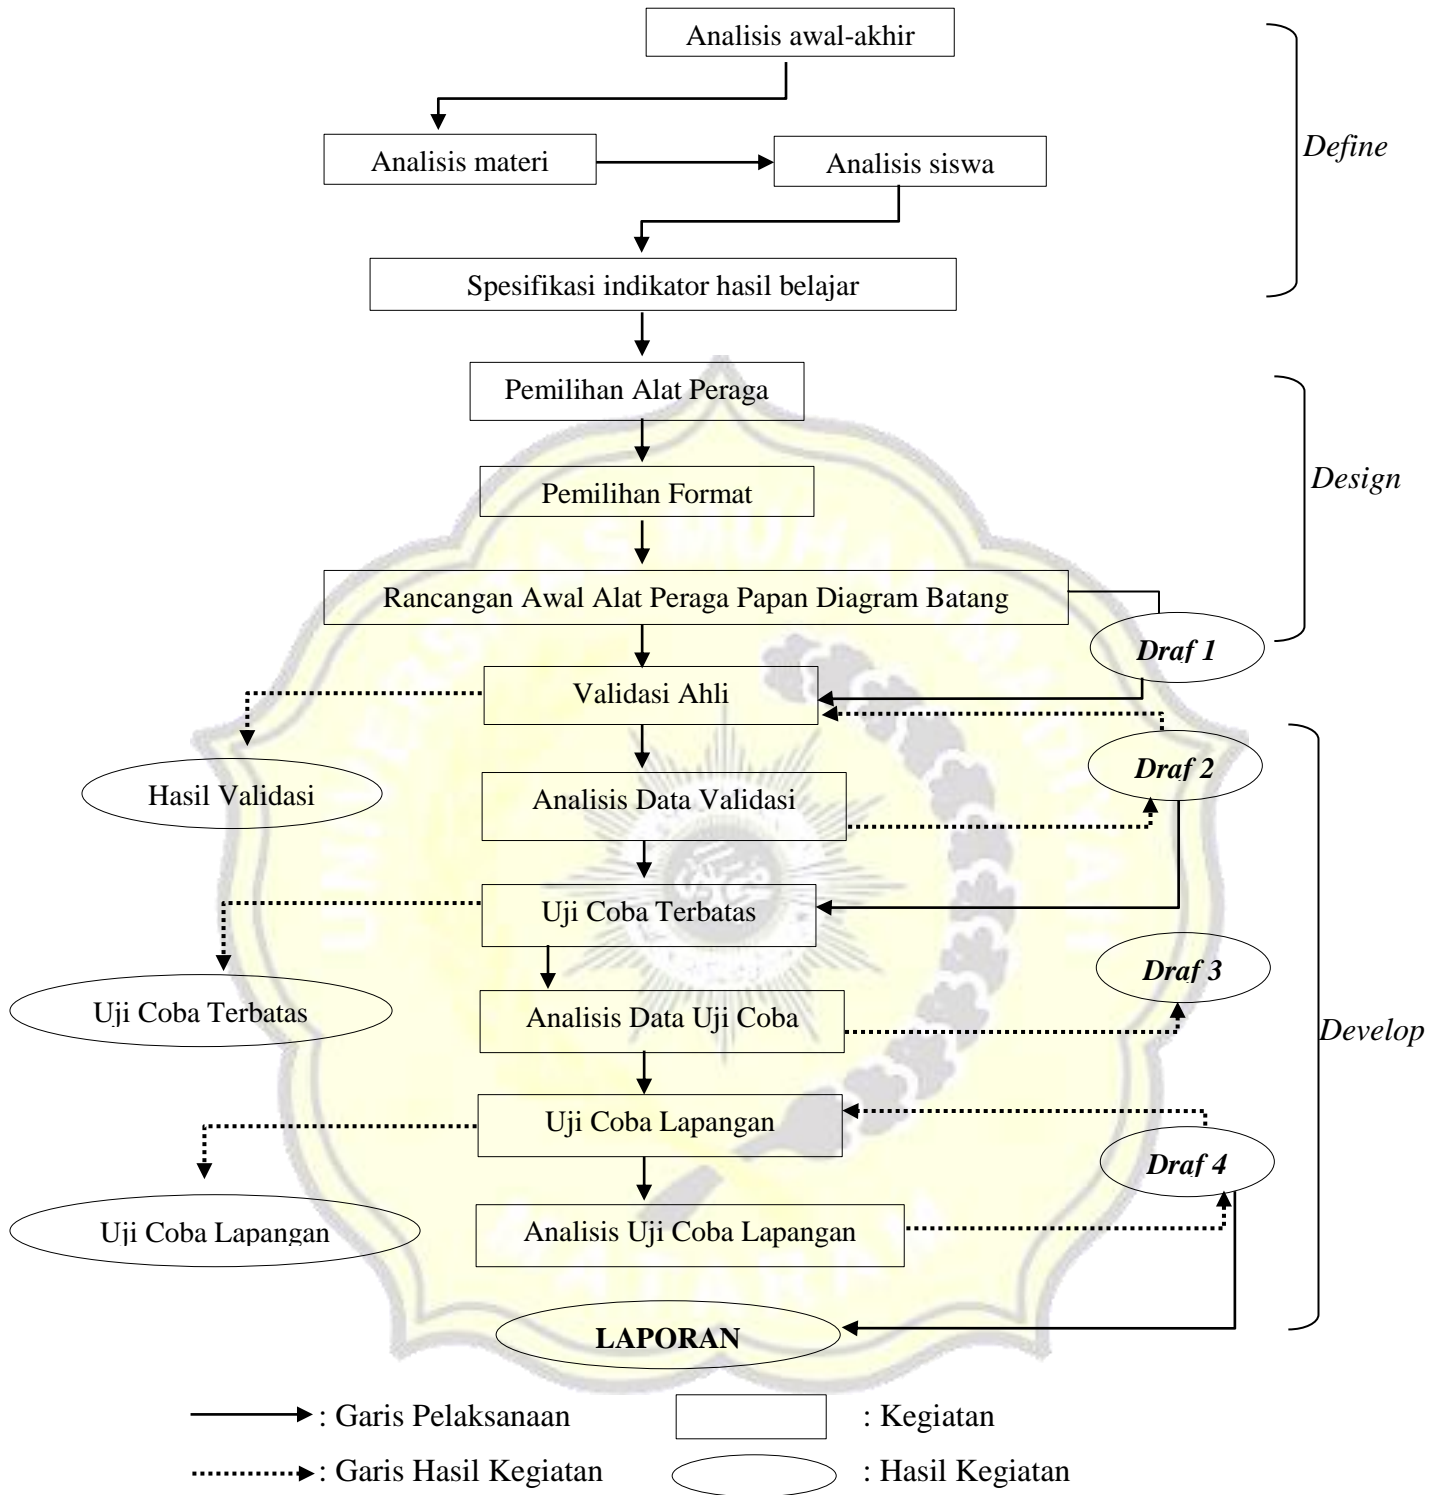 Analisis awal-akhir
Define
Analisis materi
Analisis siswa
Spesifikasi indikator hasil belajar
Pemilihan Alat Peraga
Design
Pemilihan Format
Rancangan Awal Alat Peraga Papan Diagram Batang
Draf 1
Validasi Ahli
Draf 2
Hasil Validasi
Analisis Data Validasi
Uji Coba Terbatas
Draf 3
Uji Coba Terbatas
Analisis Data Uji Coba
Develop
Uji Coba Lapangan
Draf 4
Uji Coba Lapangan
Analisis Uji Coba Lapangan
LAPORAN
: Garis Pelaksanaan
: Kegiatan
: Garis Hasil Kegiatan
: Hasil Kegiatan
UNIVERSITAS MUHAMMADIYAH
MATARAM